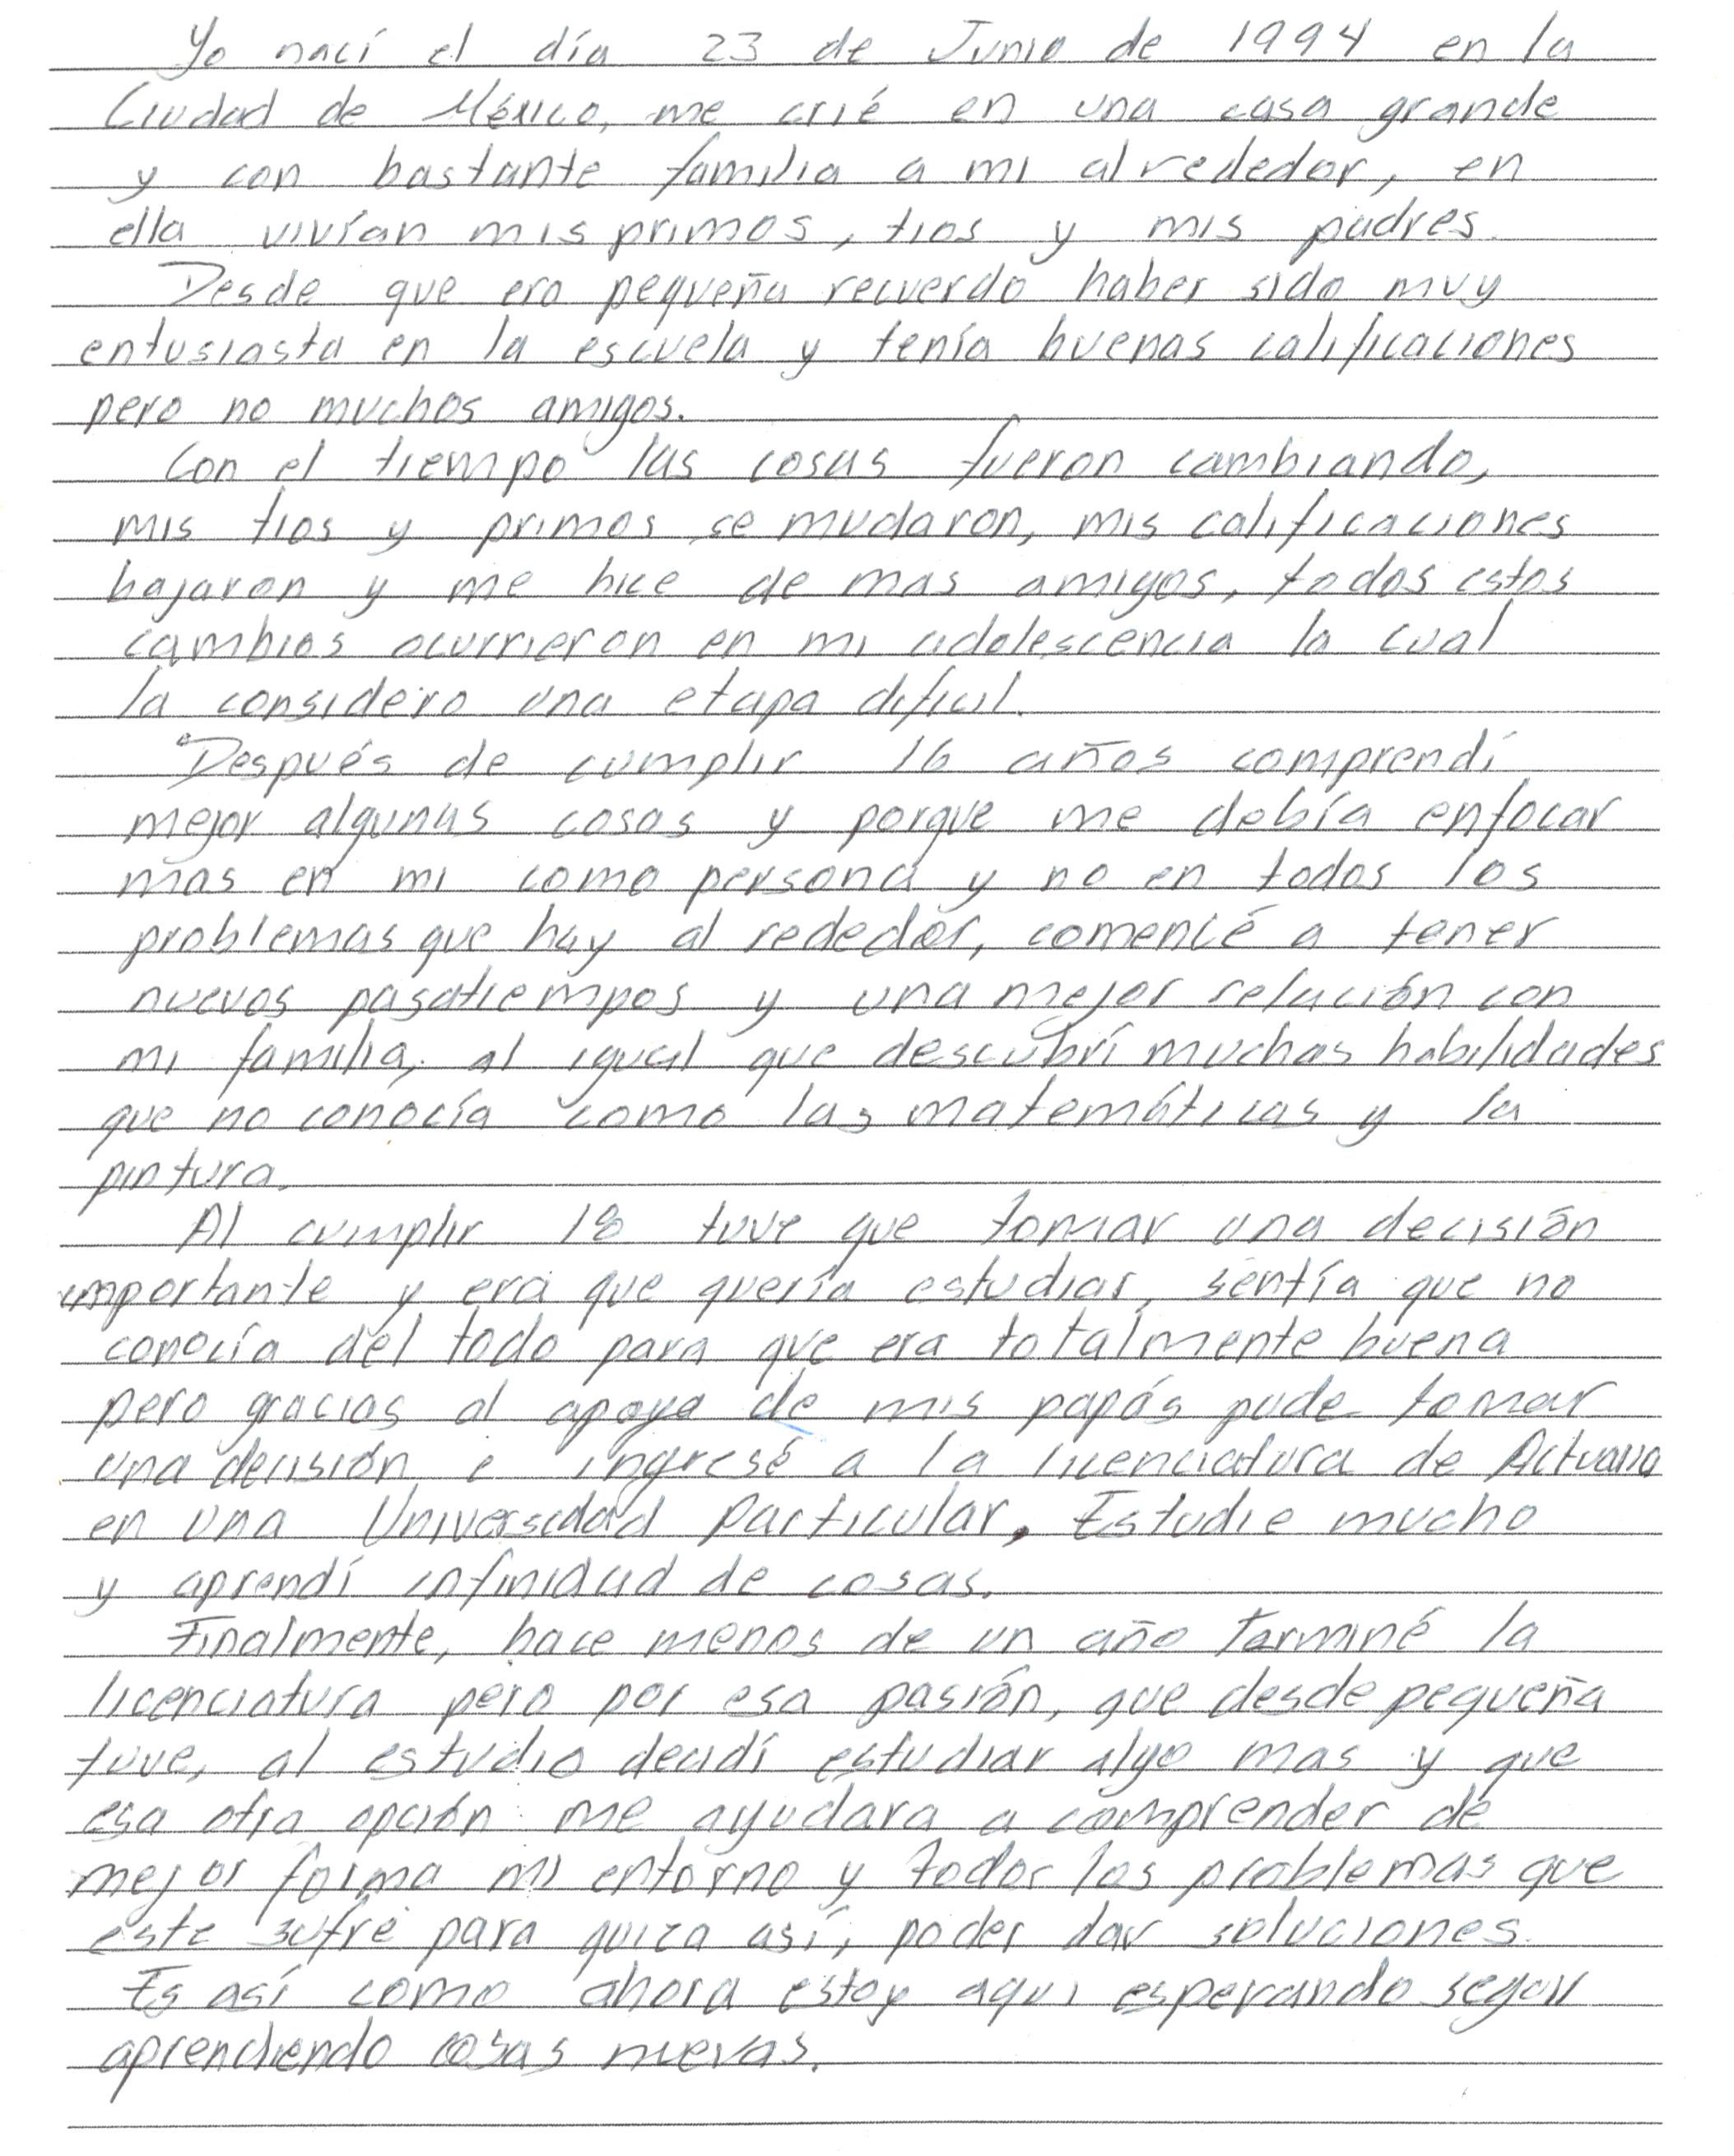 Yo nací el día 23 de Junio de 1994 en la
Ciudad de México, me crié en una casa grande
y con bastante familia a mi alrededor, en
ella vivían mis primos, tios y mis padres.
Desde que era pequeña recuerdo haber sido muy
entusiasta en la escuela y tenía buenas calificaciones
pero no muchos amigos.
Con el tiempo las cosas fueron cambiando,
mis tios y primos se mudaron, mis calificaciones
bajaron y me hice de mas amigos, todos estos
cambios ocurrieron en mi adolescencia la cual
la considero una etapa dificil.
Después de cumplir 16 años comprendí
mejor algunas cosas y porque me debía enfocar
mas en mi como persona y no en todos los
problemas que hay al rededor, comencé a tener
nuevos pasatiempos y una mejor relación con
mi familia, al igual que descubrí muchas habilidades
que no conocía como las matemáticas y la
pintura.
Al cumplir 18 tuve que tomar una decisión
importante y era que quería estudiar, sentía que no
conocía del todo para que era totalmente buena
pero gracias al apoyo de mis papás pude tomar
una decisión e ingresé a la licenciatura de Actuaria
en una Universidad Particular. Estudie mucho
y aprendí infinidad de cosas.
Finalmente, hace menos de un año terminé la
licenciatura pero por esa pasión, que desde pequeña
tuve, al estudio decidí estudiar algo mas y que
esa otra opción me ayudara a comprender de
mejor forma mi entorno y todos los problemas que
este sufre para quiza así, poder dar soluciones.
Es así como ahora estoy aqui esperando seguir
aprendiendo cosas nuevas.